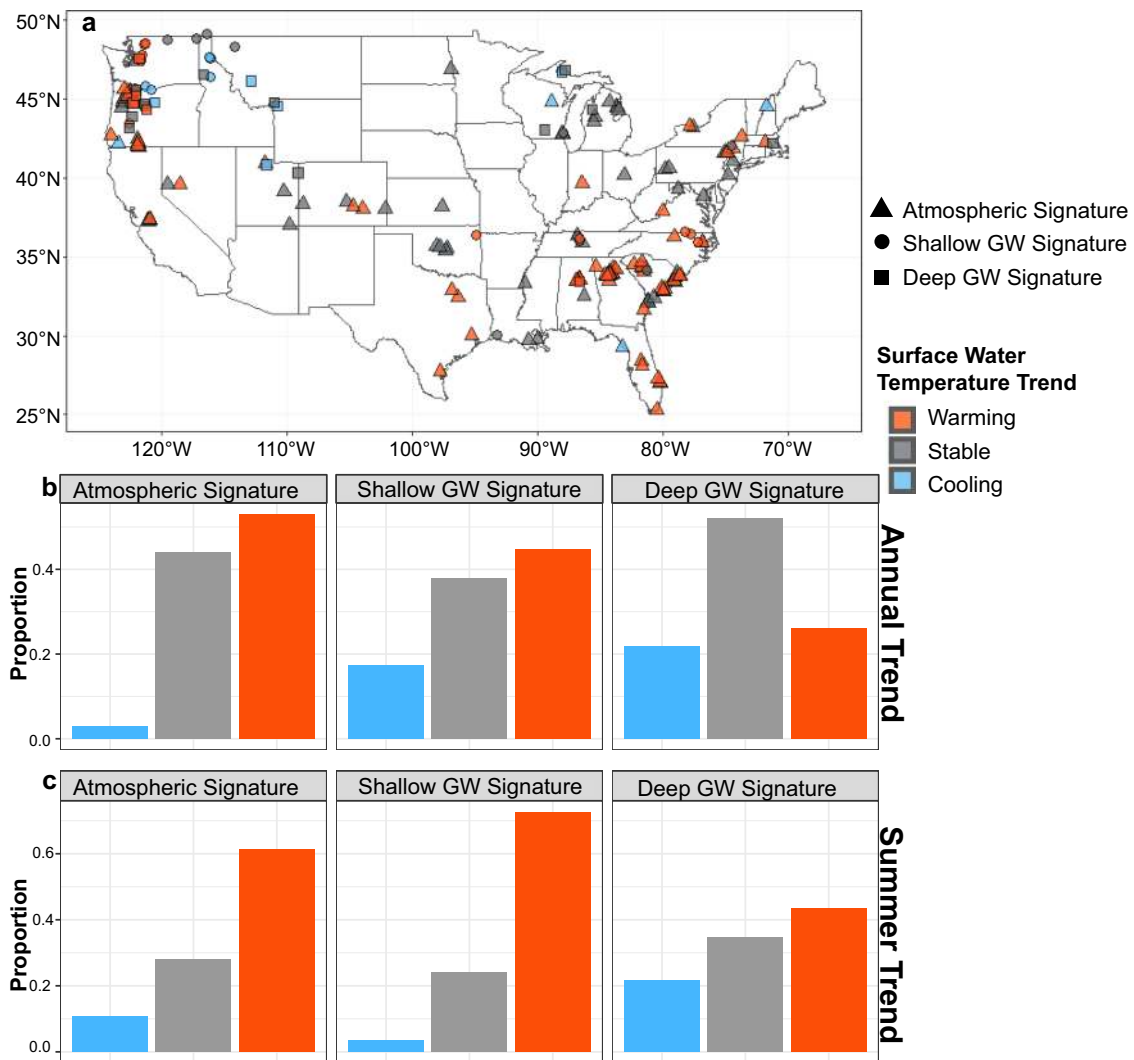 a
50°N
45°N
40°N
35°N
30°N
25°N
120°W
110°W
100°W
90°W
80°W
70°W
Atmospheric Signature
Shallow GW Signature
Deep GW Signature
Surface Water
Temperature Trend
Warming
Stable
Cooling
b
Atmospheric Signature
Shallow GW Signature
Deep GW Signature
Proportion
0.4
0.2
0.0
Annual Trend
c
Atmospheric Signature
Shallow GW Signature
Deep GW Signature
Proportion
0.6
0.4
0.2
0.0
Summer Trend